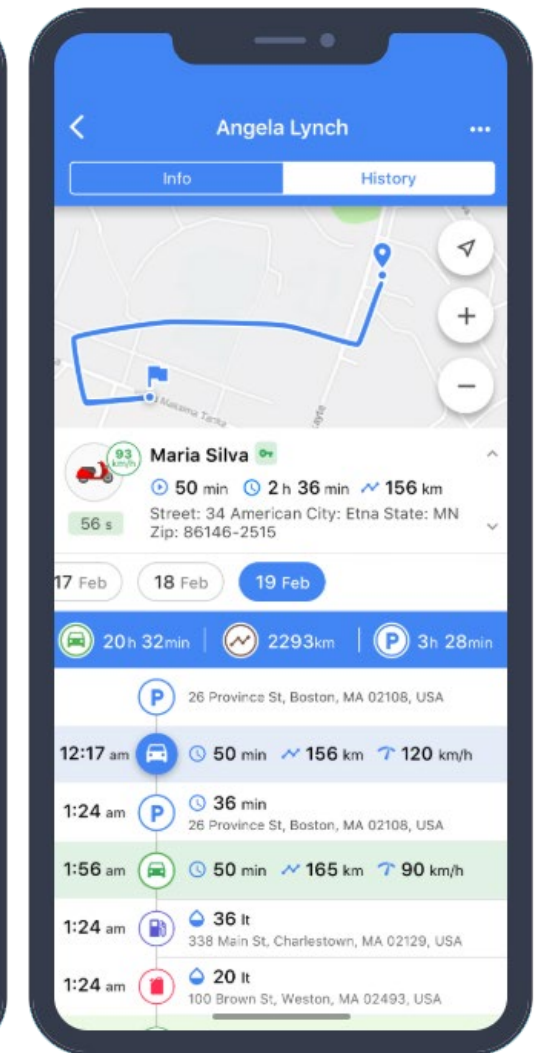 Angela Lynch
Info History
Makama Tanka
93
km/h
Maria Silva
50 min 2 h 36 min 156 km
56 s
Street: 34 American City: Etna State: MN
Zip: 86146-2515
17 Feb 18 Feb 19 Feb
20h 32min 2293km P 3h 28min
P 26 Province St, Boston, MA 02108, USA
12:17 am 50 min 156 km 120 km/h
1:24 am P 36 min
26 Province St, Boston, MA 02108, USA
1:56 am 50 min 165 km 90 km/h
1:24 am 36 lt
338 Main St, Charlestown, MA 02129, USA
1:24 am 20 lt
100 Brown St, Weston, MA 02493, USA